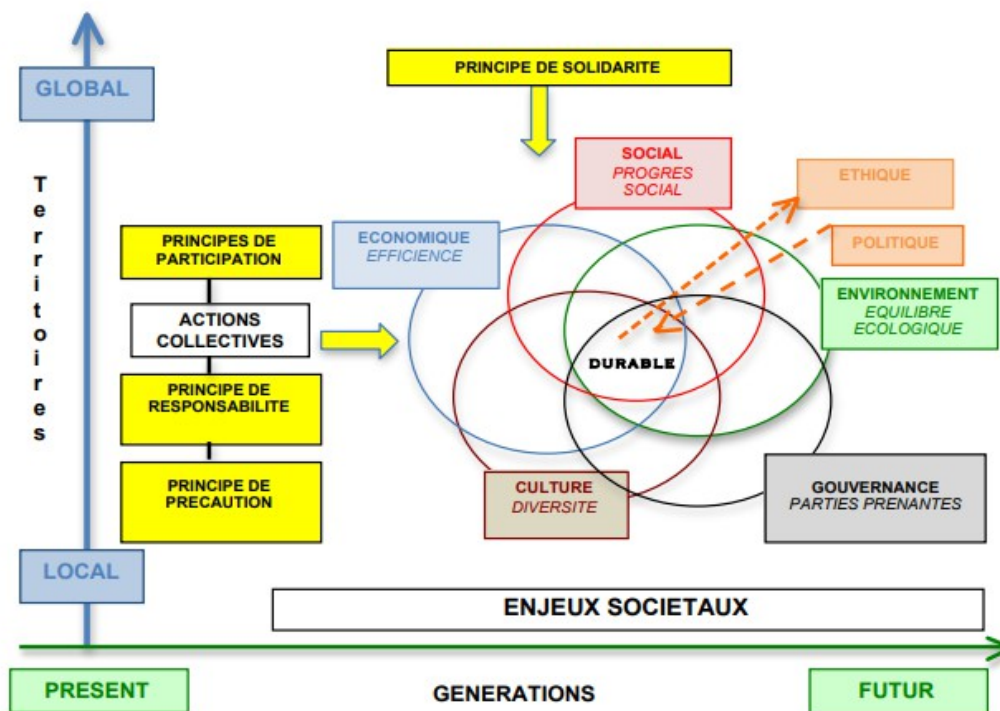 GLOBAL
Territoires
LOCAL
PRINCIPE DE SOLIDARITE
PRINCIPES DE
PARTICIPATION
ACTIONS
COLLECTIVES
PRINCIPE DE
RESPONSABILITE
PRINCIPE DE
PRECAUTION
SOCIAL
PROGRES
SOCIAL
ECONOMIQUE
EFFICIENCE
ETHIQUE
POLITIQUE
ENVIRONNEMENT
EQUILIBRE
ECOLOGIQUE
DURABLE
CULTURE
DIVERSITE
GOUVERNANCE
PARTIES PRENANTES
ENJEUX SOCIETAUX
PRESENT
GENERATIONS
FUTUR